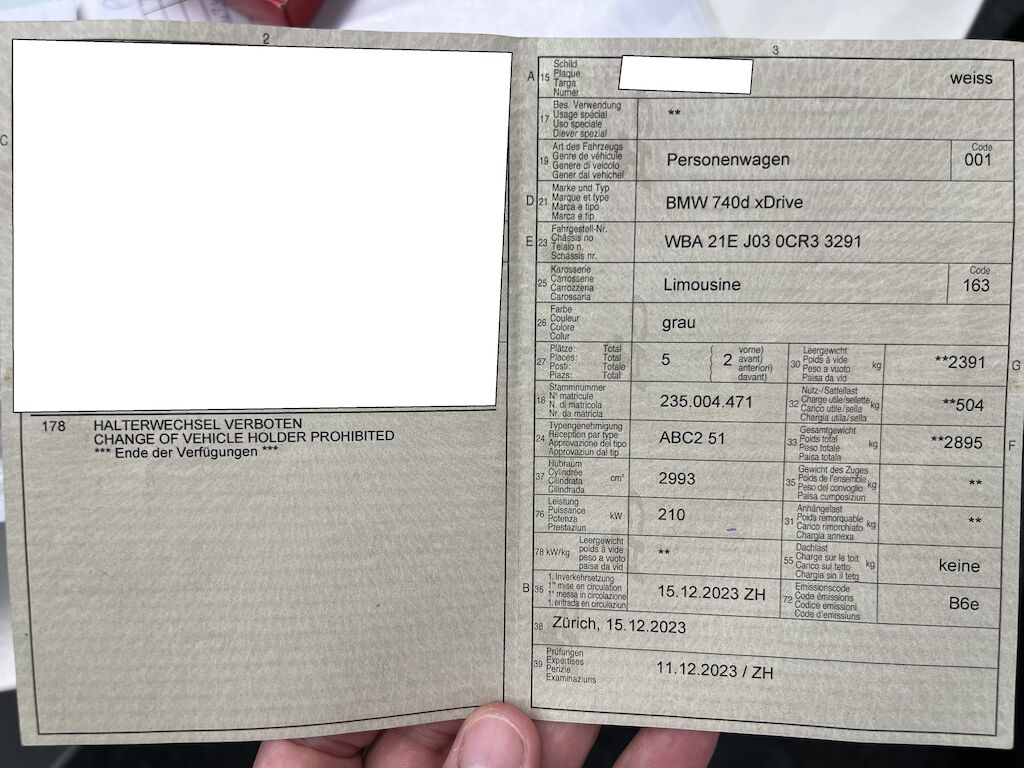 2
C
178 HALTERWECHSEL VERBOTEN
CHANGE OF VEHICLE HOLDER PROHIBITED
*** Ende der Verfügungen ***
3
A 15 Schild
Plaque
Targa
Numer
weiss
17 Bes. Verwendung
Usage spécial
Uso speciale
Diever spezial
**
19 Art des Fahrzeugs
Genre de véhicule
Genere di veicolo
Gener dal vehichel
Personenwagen
Code
001
D 21 Marke und Typ
Marque et type
Marca e tipo
Marca e tip
BMW 740d xDrive
E 23 Fahrgestell-Nr.
Châssis no
Telaio n.
Schassis nr.
WBA 21E J03 0CR3 3291
25 Karosserie
Carrosserie
Carrozzeria
Carossaria
Limousine
Code
163
26 Farbe
Couleur
Colore
Colur
grau
27 Plätze: Total
Places: Total
Posti: Totale
Plazs: Total
5
2 vorne)
avant)
anteriori)
davant)
30 Leergewicht
Poids à vide
Peso a vuoto
Paisa da vid
kg
**2391
G
18 Stammnummer
N° matricule
N. di matricola
Nr. da matricla
235.004.471
32 Nutz-/Sattellast
Charge utile/sellette
Carico utile/sella
Chargia utila/sella
kg
**504
24 Typengenehmigung
Réception par type
Approvazione del tipo
Approvaziun dal tip
ABC2 51
33 Gesamtgewicht
Poids total
Peso totale
Paisa totala
kg
**2895
F
37 Hubraum
Cylindrée
Cilindrata
Cilindrada
cm³
2993
35 Gewicht des Zuges
Poids de l'ensemble
Peso del convoglio
Paisa cumposiziun
kg
**
76 Leistung
Puissance
Potenza
Prestaziun
kW
210
31 Anhängelast
Poids remorquable
Carico rimorchiato
Chargia annexa
kg
**
78 kW/kg Leergewicht
poids à vide
peso a vuoto
paisa da vid
**
55 Dachlast
Charge sur le toit
Carico sul tetto
Chargia sin il tetg
kg
keine
B 36 1. Inverkehrsetzung
1re mise en circulation
1a messa in circolazione
1. entrada en circulaziun
15.12.2023 ZH
72 Emissionscode
Code émissions
Codice emissioni
Code d'emissiuns
B6e
38 Zürich, 15.12.2023
39 Prüfungen
Expertises
Perizie
Examinaziuns
11.12.2023 / ZH